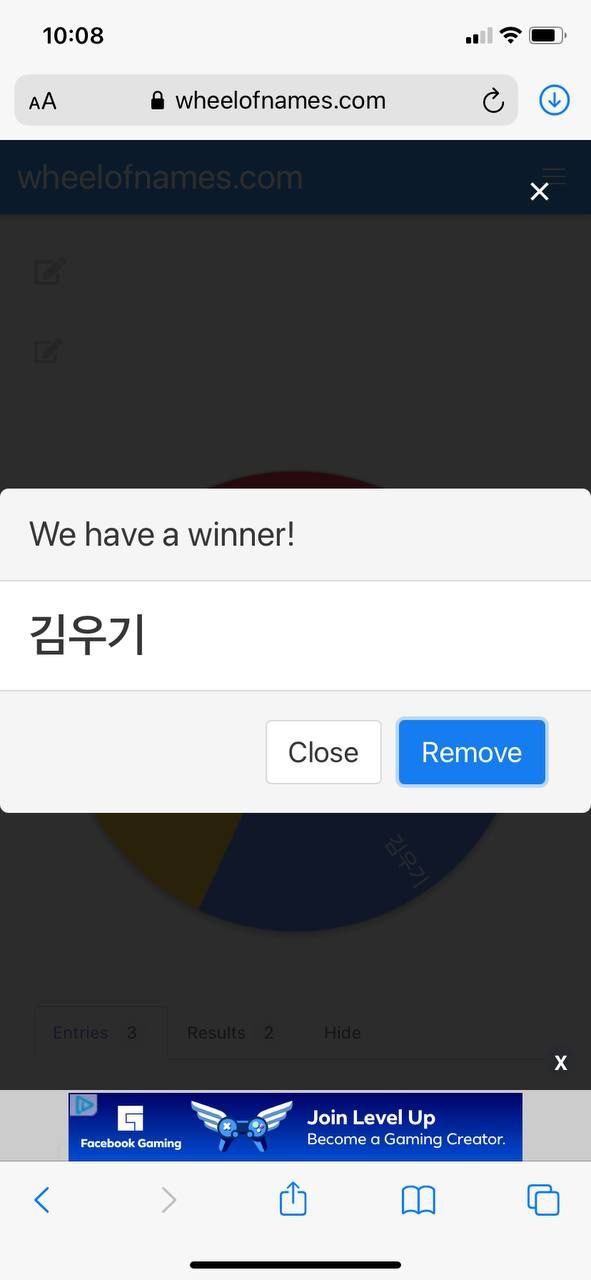 10:08
AA
wheelofnames.com
wheelofnames.com
We have a winner!
김우기
Close
Remove
김우기
Entries 3 Results 2 Hide
X
Facebook Gaming
Join Level Up
Become a Gaming Creator.